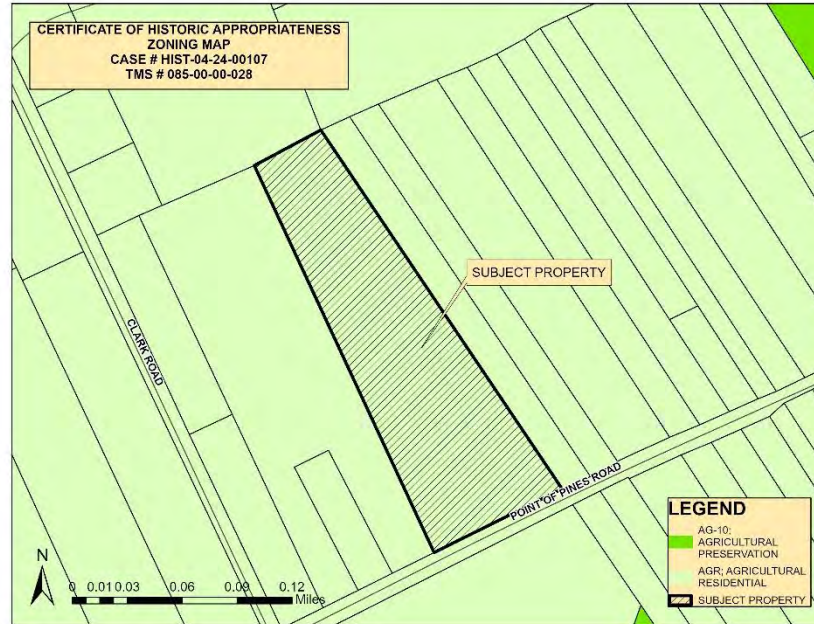 CERTIFICATE OF HISTORIC APPROPRIATENESS
ZONING MAP
CASE # HIST-04-24-00107
TMS # 085-00-00-028
SUBJECT PROPERTY
CLARK ROAD
POINT OF PINES ROAD
LEGEND
AG-10;
AGRICULTURAL
PRESERVATION
AGR; AGRICULTURAL
RESIDENTIAL
SUBJECT PROPERTY
N
0 0.01 0.03 0.06 0.09 0.12
Miles